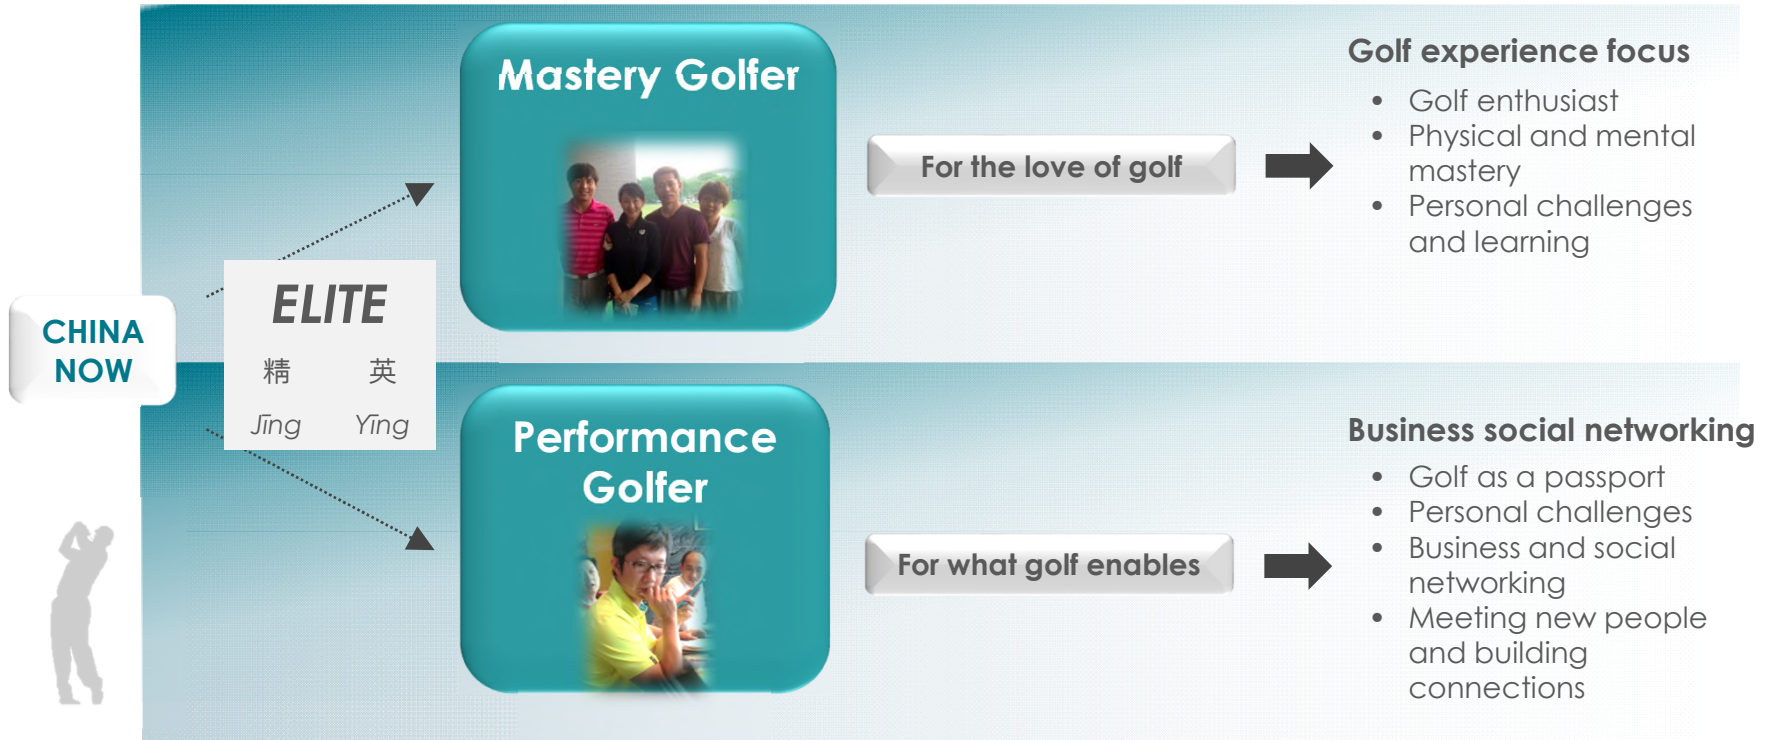 CHINA
NOW
ELITE
精 英
Jīng Yīng
Mastery Golfer
For the love of golf
Golf experience focus
• Golf enthusiast
• Physical and mental
mastery
• Personal challenges
and learning
Performance
Golfer
For what golf enables
Business social networking
• Golf as a passport
• Personal challenges
• Business and social
networking
• Meeting new people
and building
connections